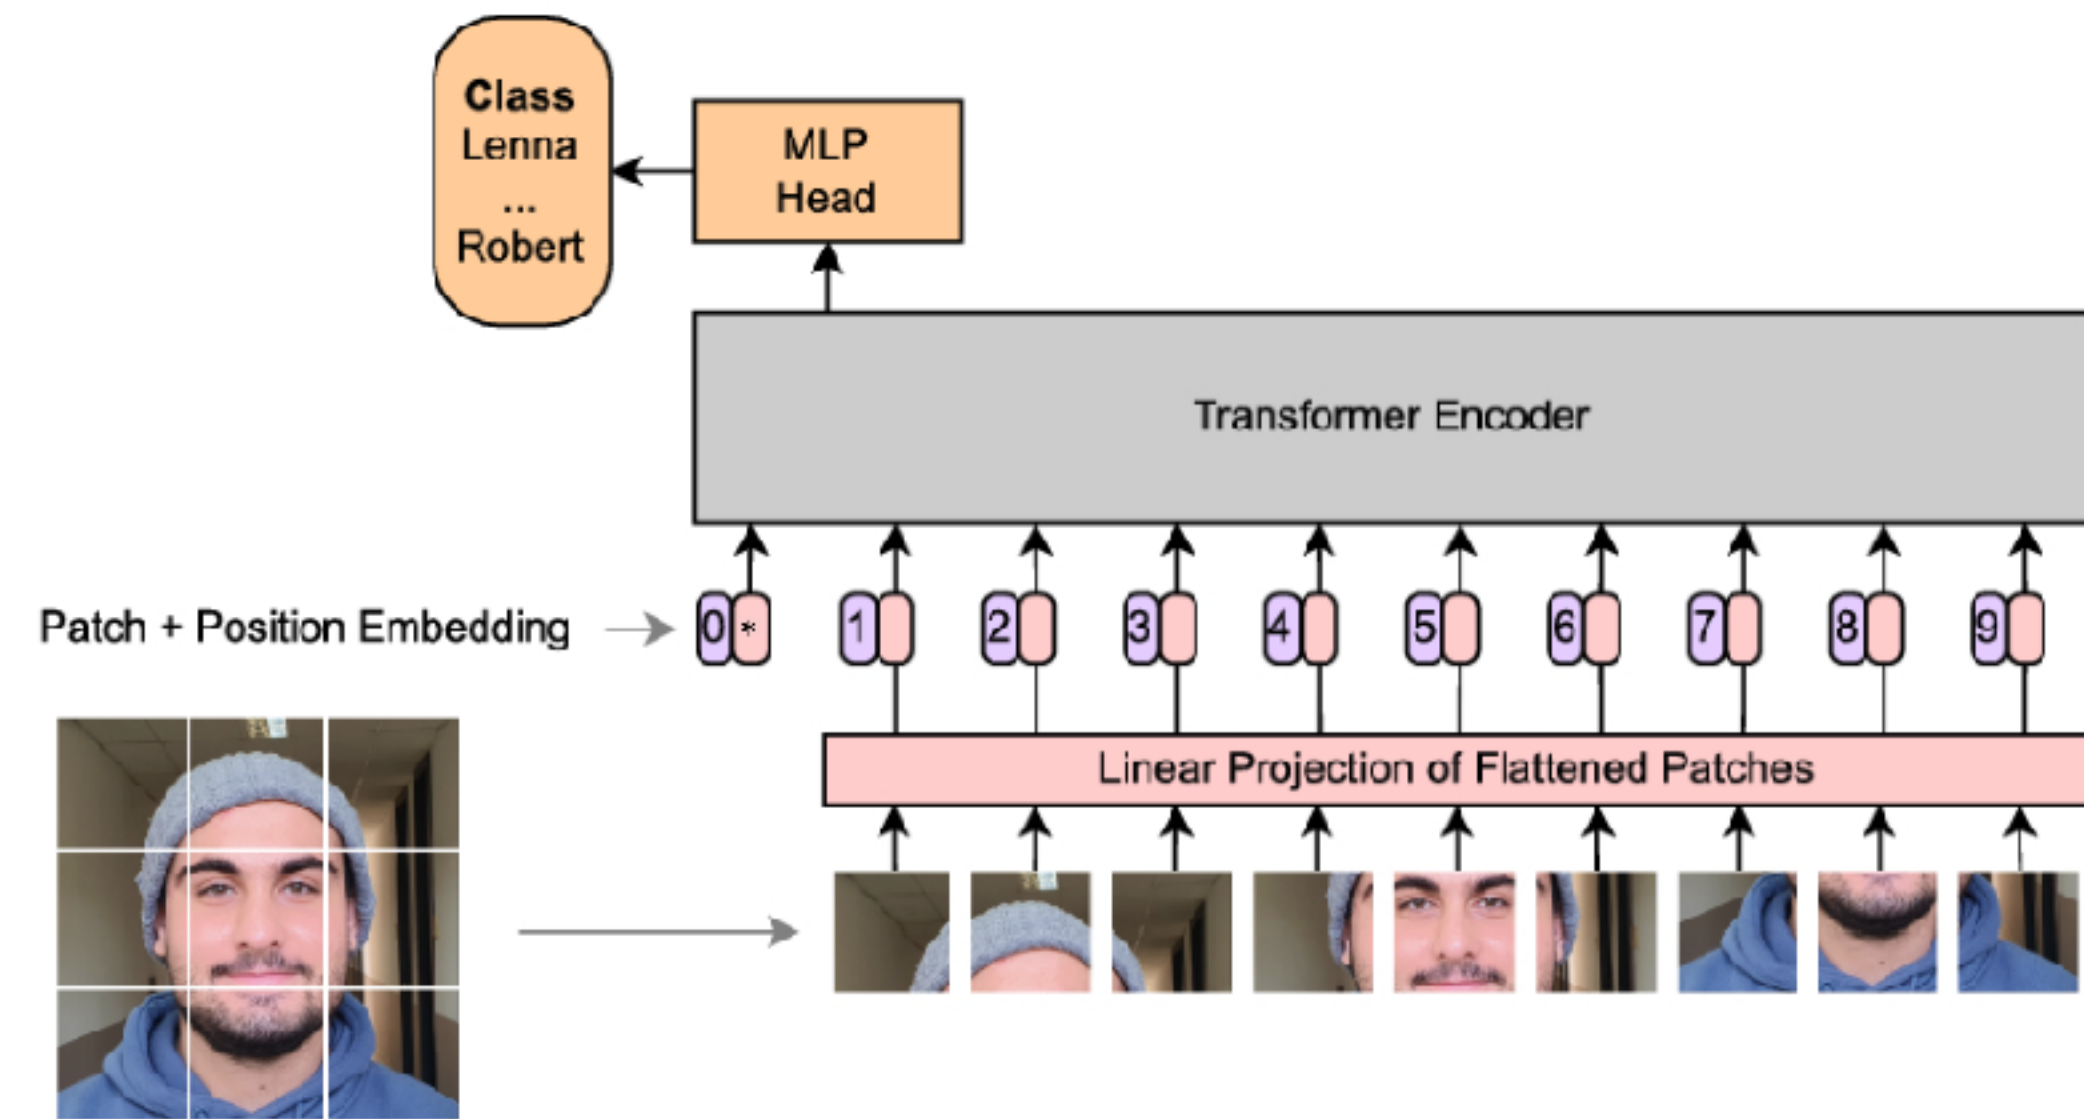 Class
Lenna
...
Robert
MLP
Head
Transformer Encoder
Patch + Position Embedding
0 * 1 2 3 4 5 6 7 8 9
Linear Projection of Flattened Patches